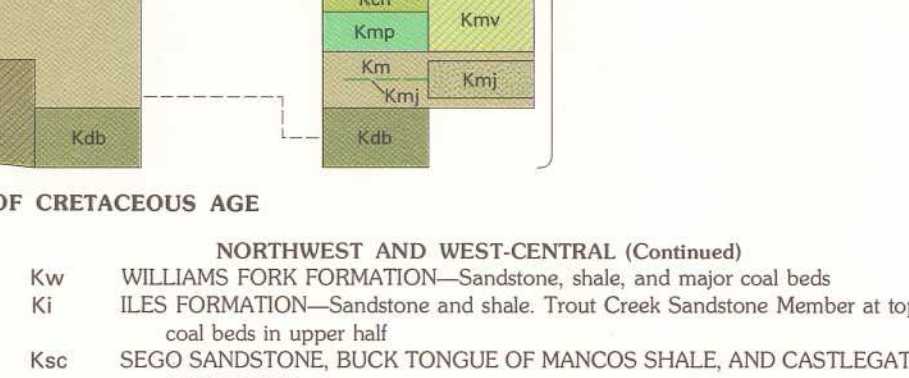 Kmv
Kmp
Km
Kmj
Kmj
Kdb
Kdb
OF CRETACEOUS AGE
NORTHWEST AND WEST-CENTRAL (Continued)
Kw WILLIAMS FORK FORMATION—Sandstone, shale, and major coal beds
Ki ILES FORMATION—Sandstone and shale. Trout Creek Sandstone Member at
coal beds in upper half
Ksc SEGO SANDSTONE, BUCK TONGUE OF MANCOS SHALE, AND